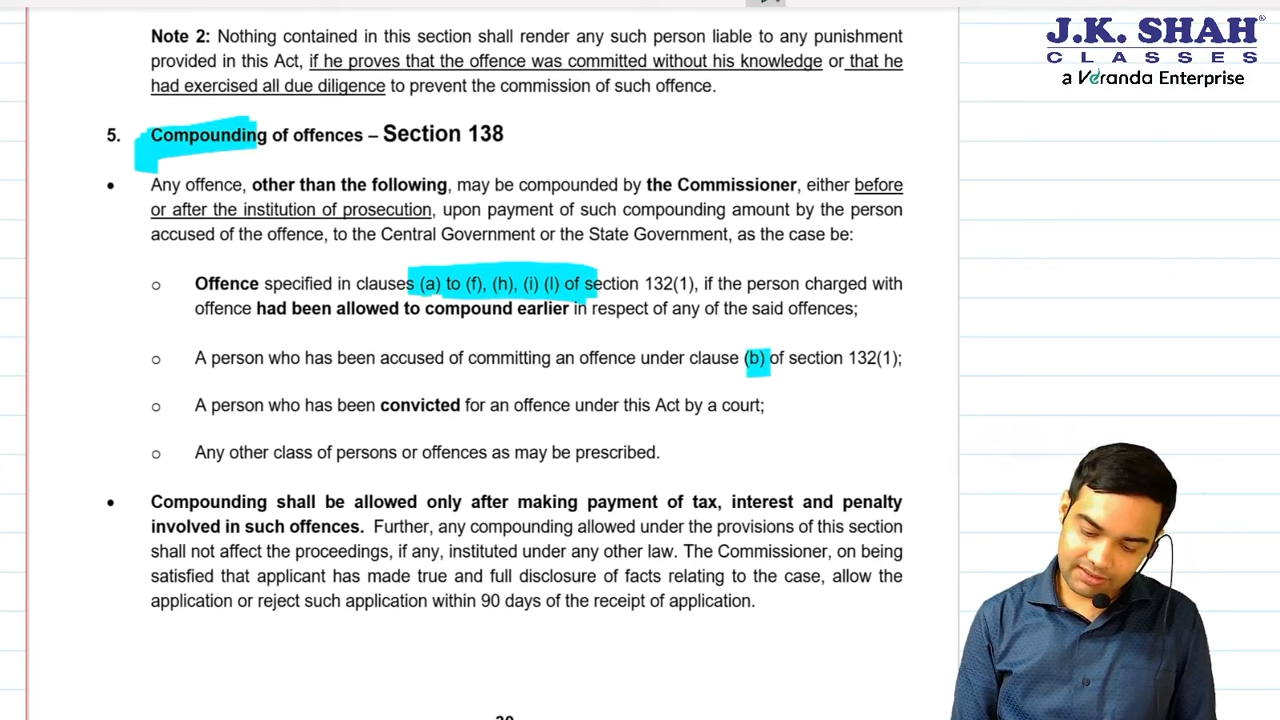 J.K. SHAH®
CLASSES
a Veranda Enterprise
Note 2: Nothing contained in this section shall render any such person liable to any punishment
provided in this Act, if he proves that the offence was committed without his knowledge or that he
had exercised all due diligence to prevent the commission of such offence.
5. Compounding of offences – Section 138
• Any offence, other than the following, may be compounded by the Commissioner, either before
or after the institution of prosecution, upon payment of such compounding amount by the person
accused of the offence, to the Central Government or the State Government, as the case be:
o Offence specified in clauses (a) to (f), (h), (i) (l) of section 132(1), if the person charged with
offence had been allowed to compound earlier in respect of any of the said offences;
o A person who has been accused of committing an offence under clause (b) of section 132(1);
o A person who has been convicted for an offence under this Act by a court;
o Any other class of persons or offences as may be prescribed.
• Compounding shall be allowed only after making payment of tax, interest and penalty
involved in such offences. Further, any compounding allowed under the provisions of this section
shall not affect the proceedings, if any, instituted under any other law. The Commissioner, on being
satisfied that applicant has made true and full disclosure of facts relating to the case, allow the
application or reject such application within 90 days of the receipt of application.